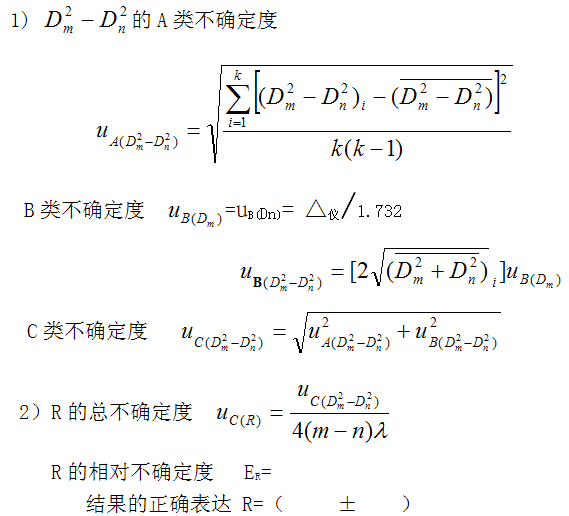 1) $D_m^2-D_n^2$ 的 A 类不确定度
$u_{A(D_m^2-D_n^2)}=\sqrt{\frac{\sum_{i=1}^{k}\left[(D_m^2-D_n^2)_i-(\overline{D_m^2-D_n^2})\right]^2}{k(k-1)}}$
B 类不确定度 $u_{B(D_m)}$=u_{B(Dn)}= △_仪/1.732
$u_{\mathbf{B}(D_m^2-D_n^2)}=[2\sqrt{(\overline{D_m^2+D_n^2})}_i]u_{B(D_m)}$
C 类不确定度 $u_{C(D_m^2-D_n^2)}=\sqrt{u_{A(D_m^2-D_n^2)}^2+u_{B(D_m^2-D_n^2)}^2}$
2）R 的总不确定度 $u_{C(R)}=\frac{u_{C(D_m^2-D_n^2)}}{4(m-n)\lambda}$
R 的相对不确定度 E_R=
结果的正确表达 R=（ ± ）